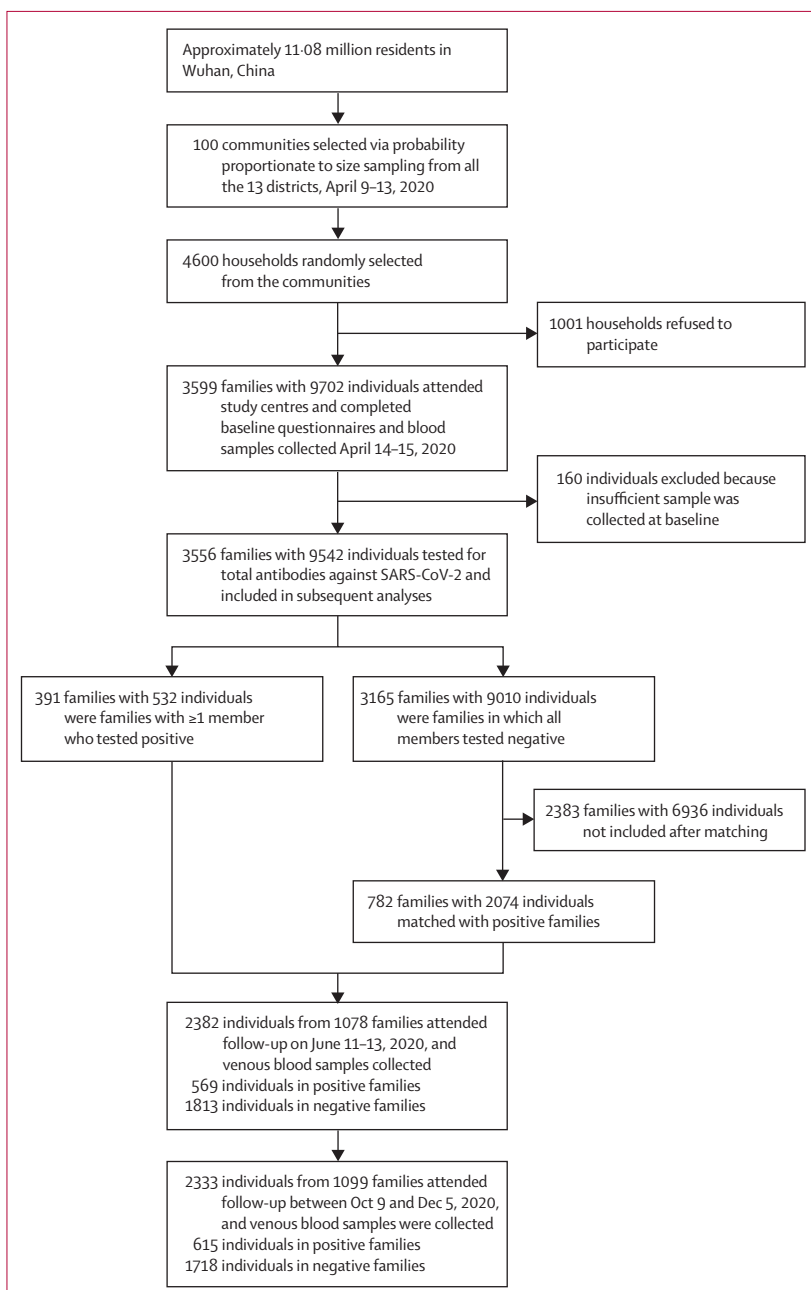 Approximately 11·08 million residents in
Wuhan, China
100 communities selected via probability
proportionate to size sampling from all
the 13 districts, April 9–13, 2020
4600 households randomly selected
from the communities
1001 households refused to
participate
3599 families with 9702 individuals attended
study centres and completed
baseline questionnaires and blood
samples collected April 14–15, 2020
160 individuals excluded because
insufficient sample was
collected at baseline
3556 families with 9542 individuals tested for
total antibodies against SARS-CoV-2 and
included in subsequent analyses
391 families with 532 individuals
were families with ≥1 member
who tested positive
3165 families with 9010 individuals
were families in which all
members tested negative
2383 families with 6936 individuals
not included after matching
782 families with 2074 individuals
matched with positive families
2382 individuals from 1078 families attended
follow-up on June 11–13, 2020, and
venous blood samples collected
569 individuals in positive families
1813 individuals in negative families
2333 individuals from 1099 families attended
follow-up between Oct 9 and Dec 5, 2020,
and venous blood samples were collected
615 individuals in positive families
1718 individuals in negative families